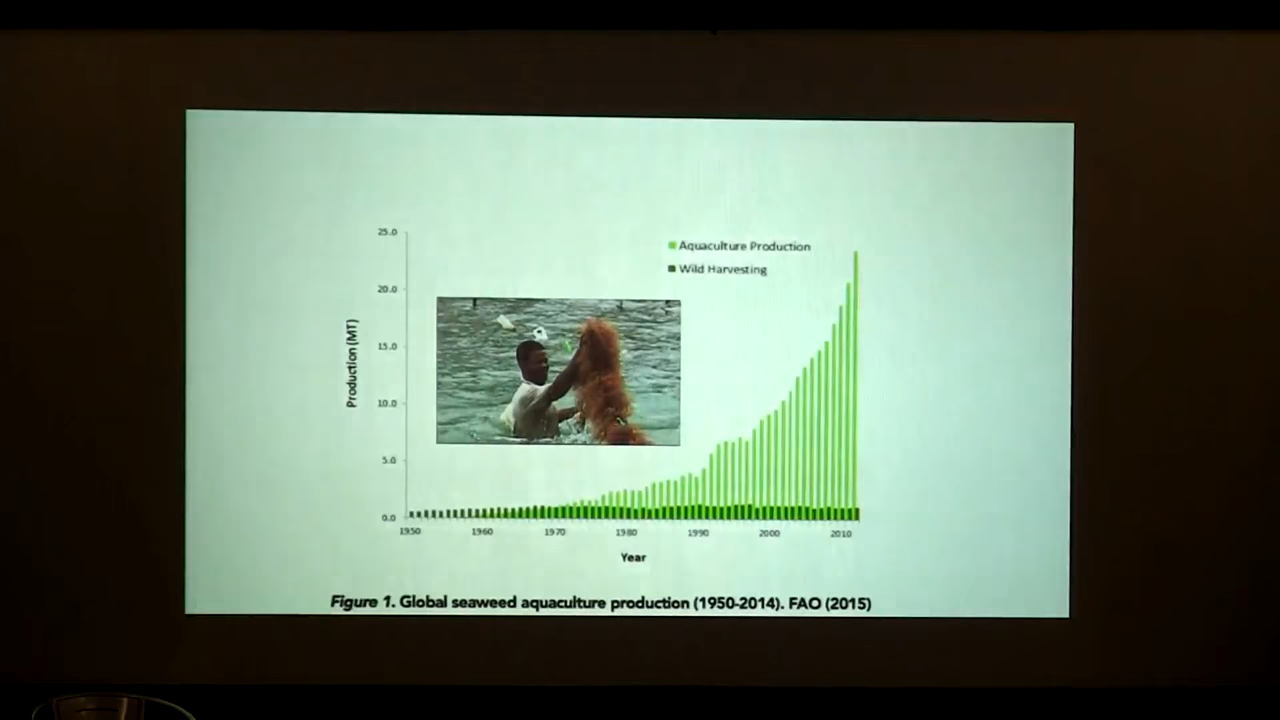 25.0
Aquaculture Production
Wild Harvesting
20.0
15.0
Production (MT)
10.0
5.0
0.0
1950 1960 1970 1980 1990 2000 2010
Year
Figure 1. Global seaweed aquaculture production (1950-2014). FAO (2015)